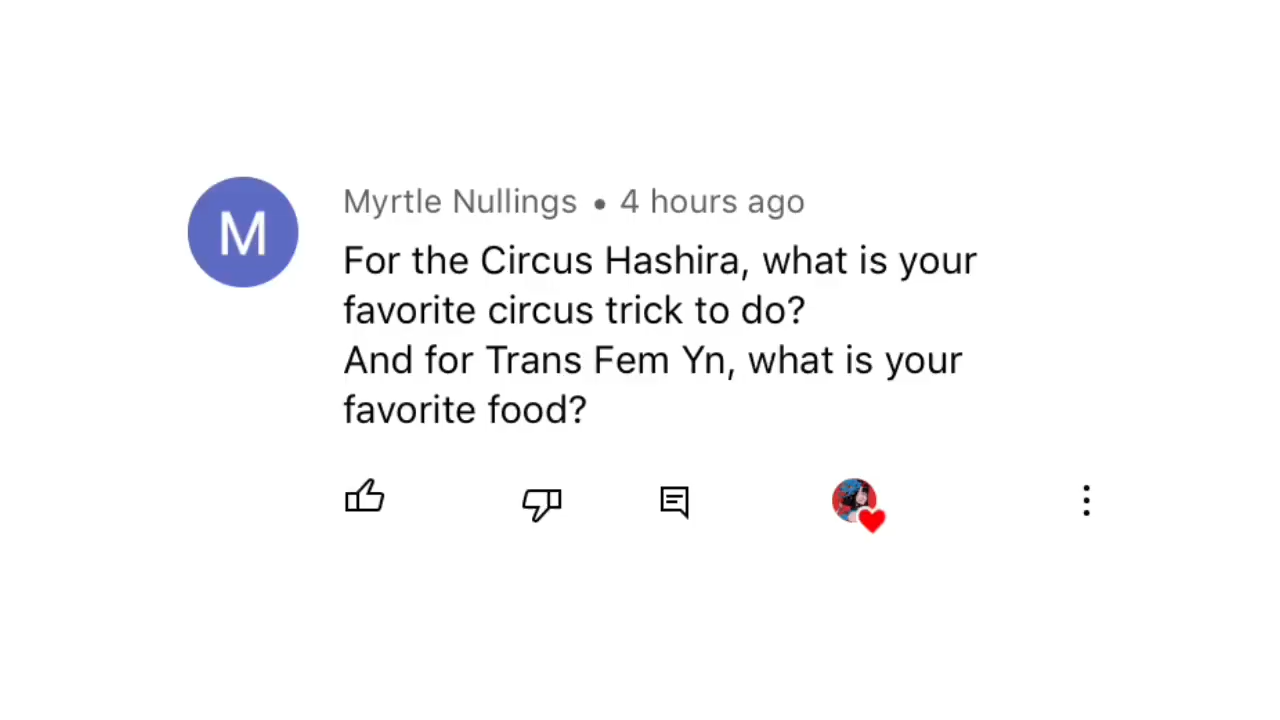 M
Myrtle Nullings • 4 hours ago
For the Circus Hashira, what is your
favorite circus trick to do?
And for Trans Fem Yn, what is your
favorite food?